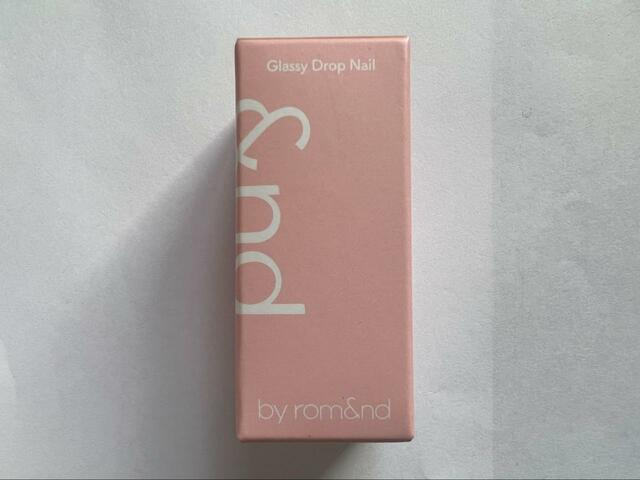 Glassy Drop Nail
&nd
by rom&nd